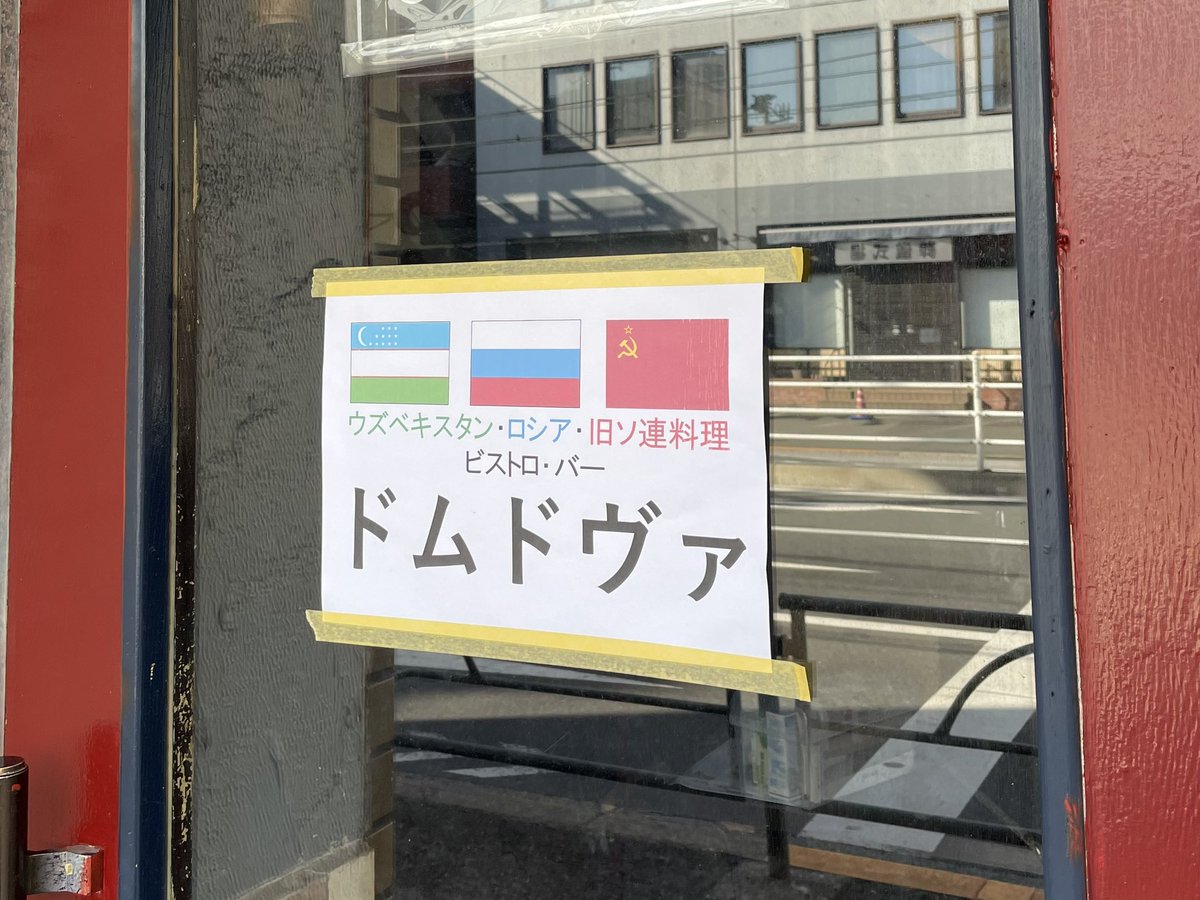 ウズベキスタン・ロシア・旧ソ連料理
ビストロ・バー
ドムドヴァ